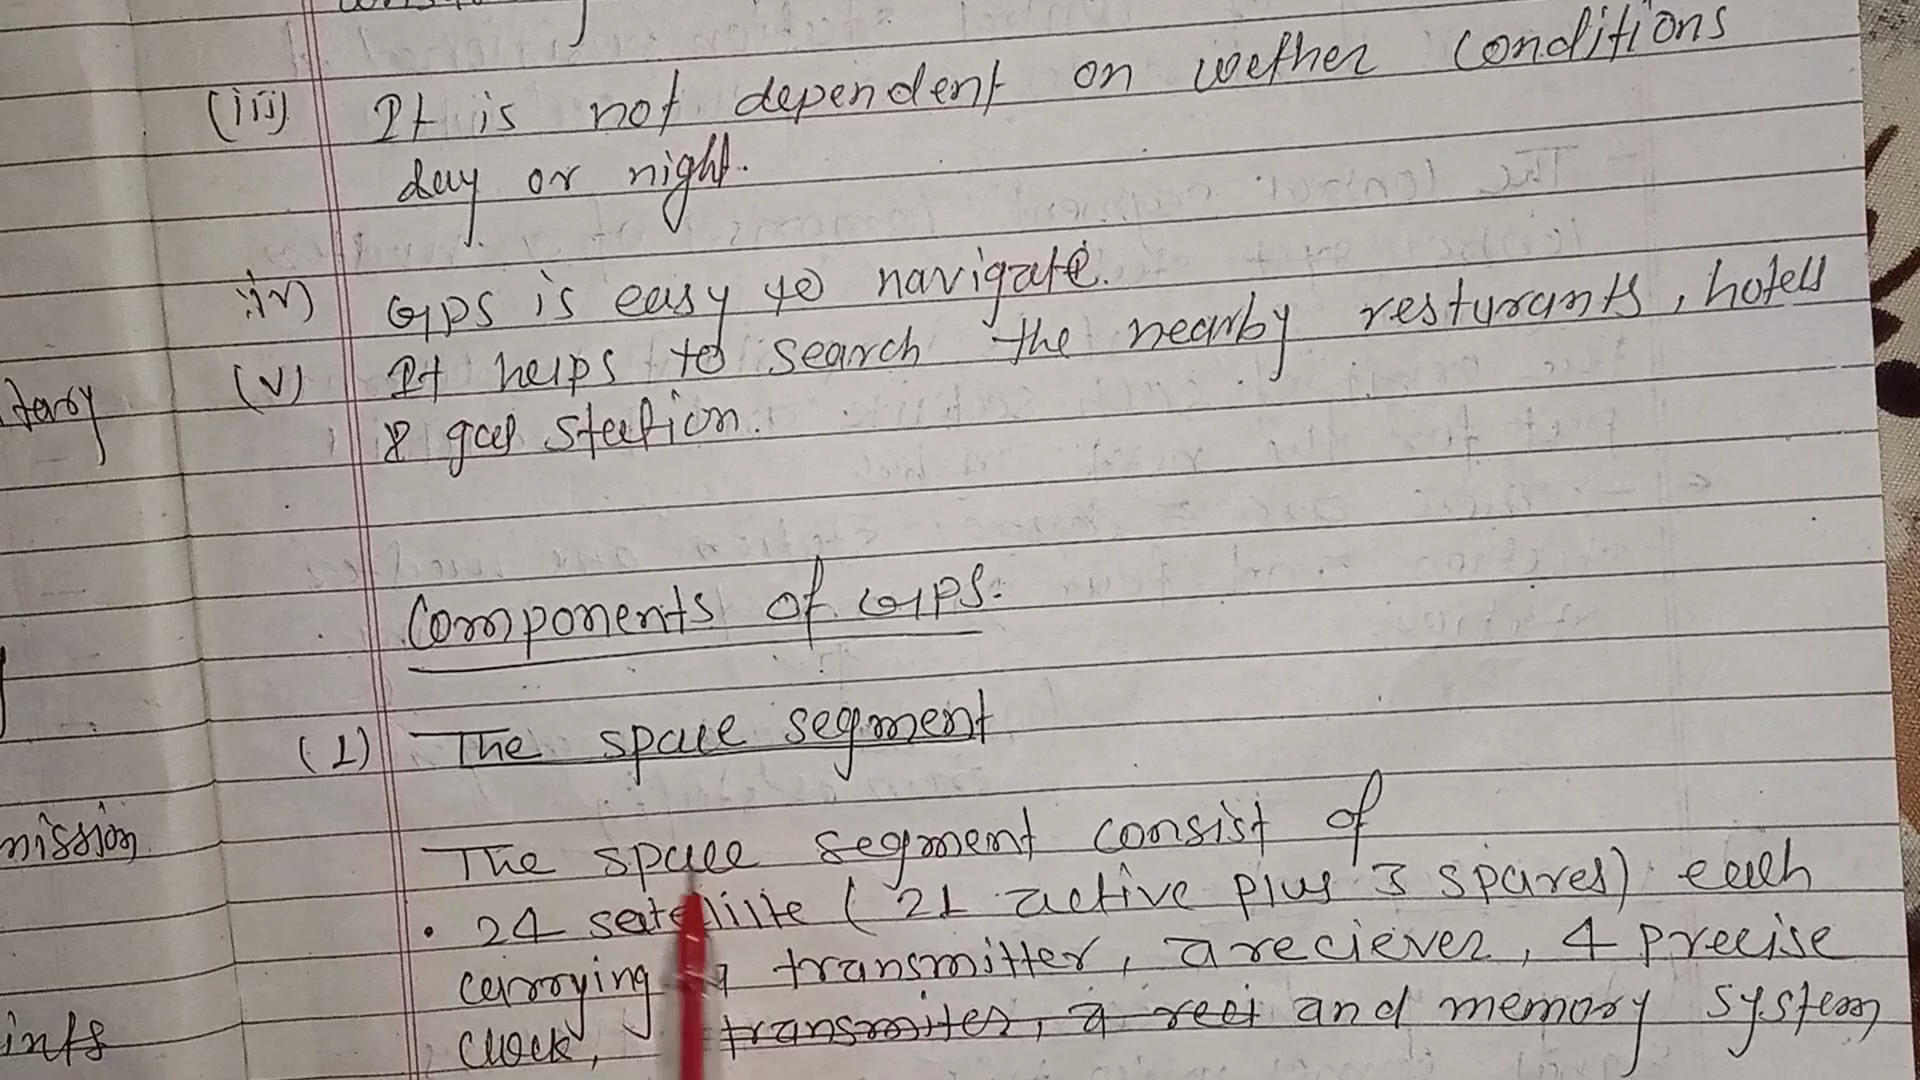 (iii) It is not dependent on wether conditions
day or night.
iv) GPS is easy to navigate.
(v) It helps to search the nearby resturants, hotels
& gas station.
Components of GPS:
(1) The space segment
The space segment consist of
mission
• 24 satellite (21 active plus 3 spares) each
carrying a transmitter, a reciever, 4 precise
clock, transmiter, a reci and memory system